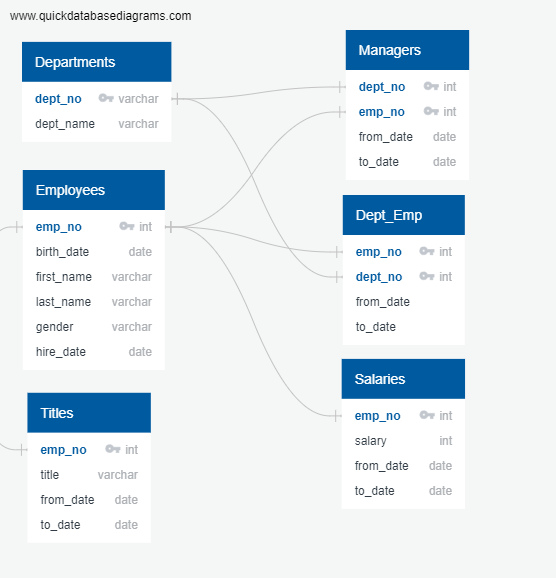 www.quickdatabasediagrams.com
Departments
dept_no varchar
dept_name varchar
Employees
emp_no int
birth_date date
first_name varchar
last_name varchar
gender varchar
hire_date date
Titles
emp_no int
title varchar
from_date date
to_date date
Managers
dept_no int
emp_no int
from_date date
to_date date
Dept_Emp
emp_no int
dept_no int
from_date
to_date
Salaries
emp_no int
salary int
from_date date
to_date date